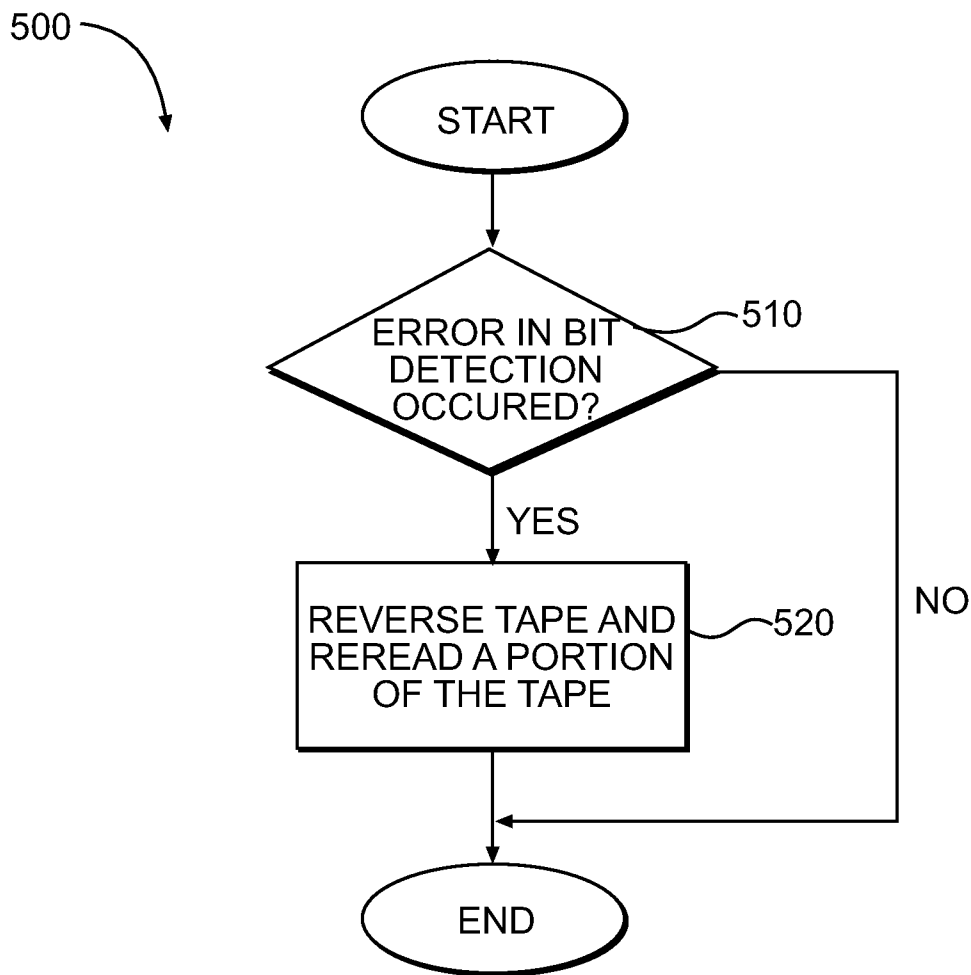 500
START
ERROR IN BIT
DETECTION
OCCURED?
510
YES
NO
REVERSE TAPE AND
REREAD A PORTION
OF THE TAPE
520
END